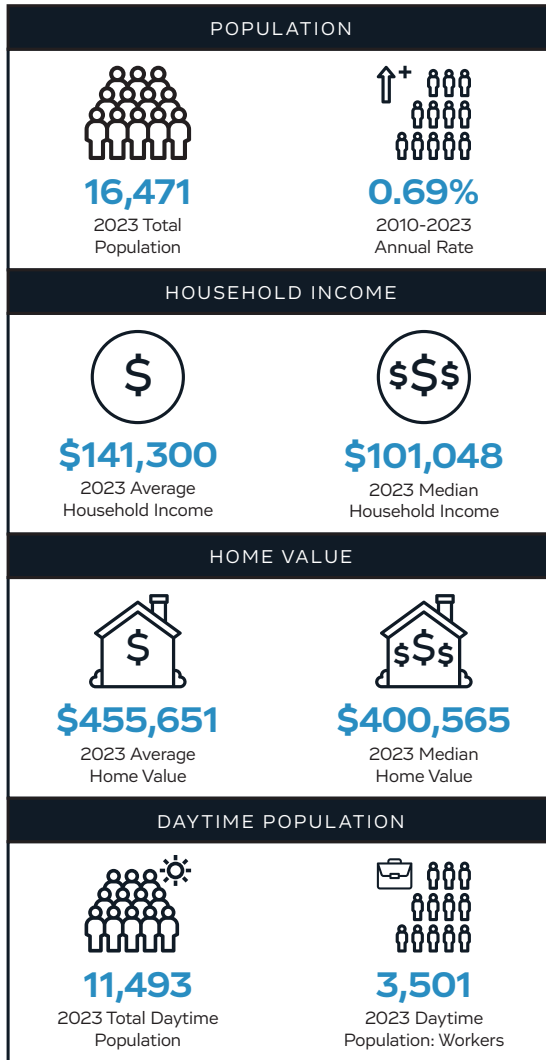 POPULATION
16,471
2023 Total
Population
0.69%
2010-2023
Annual Rate
HOUSEHOLD INCOME
$
$141,300
2023 Average
Household Income
$$$
$101,048
2023 Median
Household Income
HOME VALUE
$
$455,651
2023 Average
Home Value
$$$
$400,565
2023 Median
Home Value
DAYTIME POPULATION
11,493
2023 Total Daytime
Population
3,501
2023 Daytime
Population: Workers